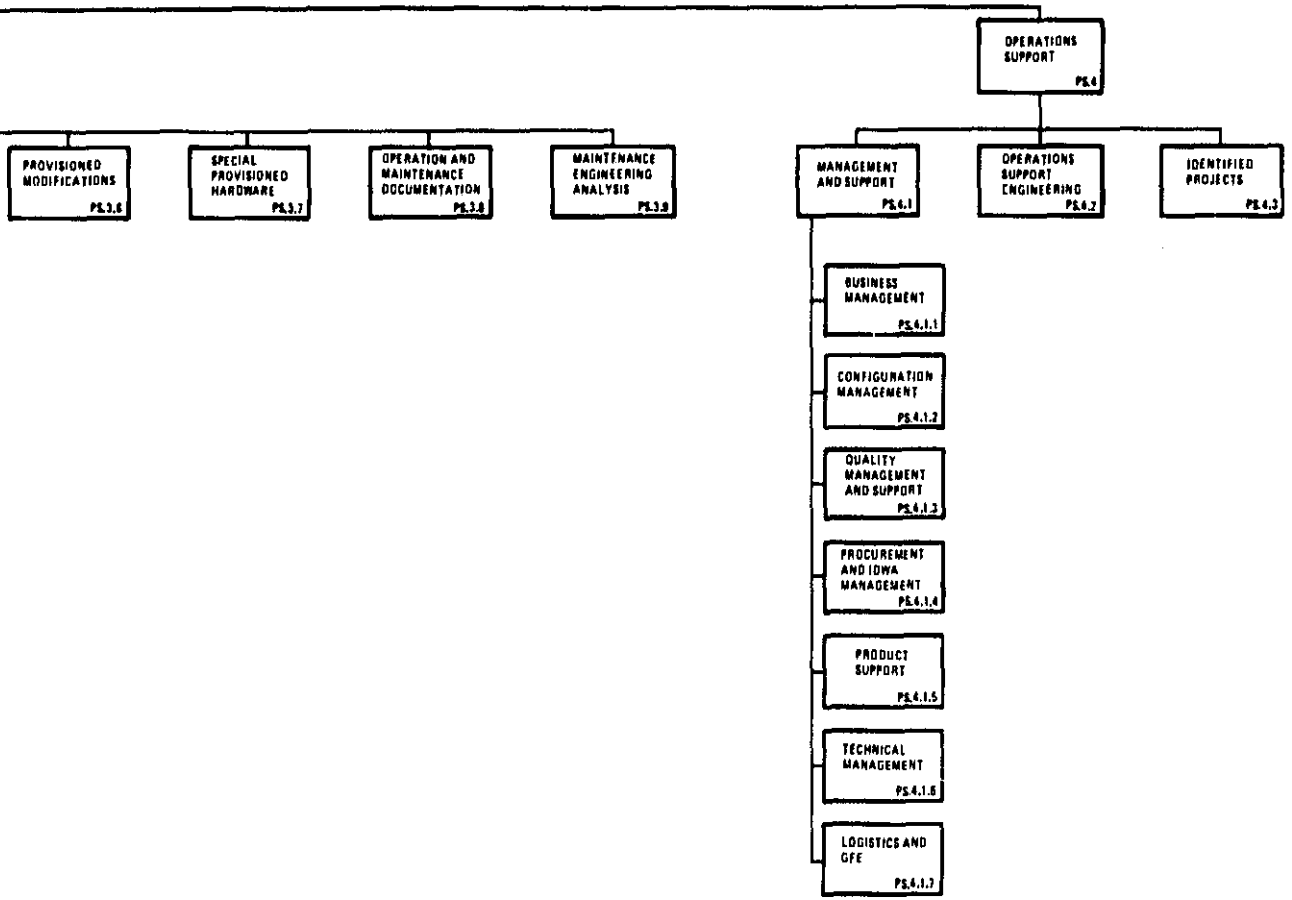 OPERATIONS
SUPPORT
PS.4
PROVISIONED
MODIFICATIONS
PS.3.6
SPECIAL
PROVISIONED
HARDWARE
PS.3.7
OPERATION AND
MAINTENANCE
DOCUMENTATION
PS.3.8
MAINTENANCE
ENGINEERING
ANALYSIS
PS.3.9
MANAGEMENT
AND SUPPORT
PS.4.1
OPERATIONS
SUPPORT
ENGINEERING
PS.4.2
IDENTIFIED
PROJECTS
PS.4.3
BUSINESS
MANAGEMENT
PS.4.1.1
CONFIGURATION
MANAGEMENT
PS.4.1.2
QUALITY
MANAGEMENT
AND SUPPORT
PS.4.1.3
PROCUREMENT
AND IDWA
MANAGEMENT
PS.4.1.4
PRODUCT
SUPPORT
PS.4.1.5
TECHNICAL
MANAGEMENT
PS.4.1.6
LOGISTICS AND
GFE
PS.4.1.7